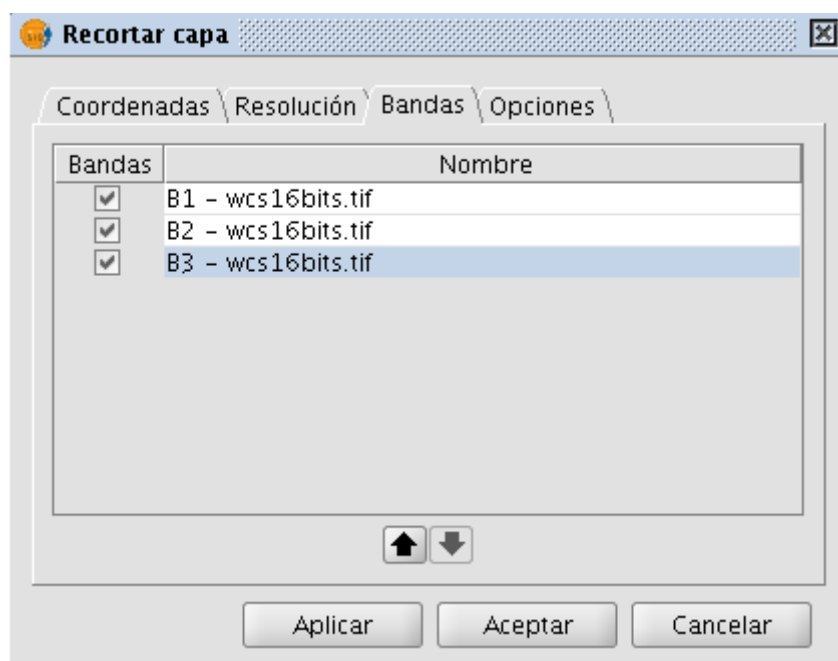 Recortar capa
Coordenadas Resolución Bandas Opciones
Bandas Nombre
B1 - wcs16bits.tif
B2 - wcs16bits.tif
B3 - wcs16bits.tif
Aplicar Aceptar Cancelar